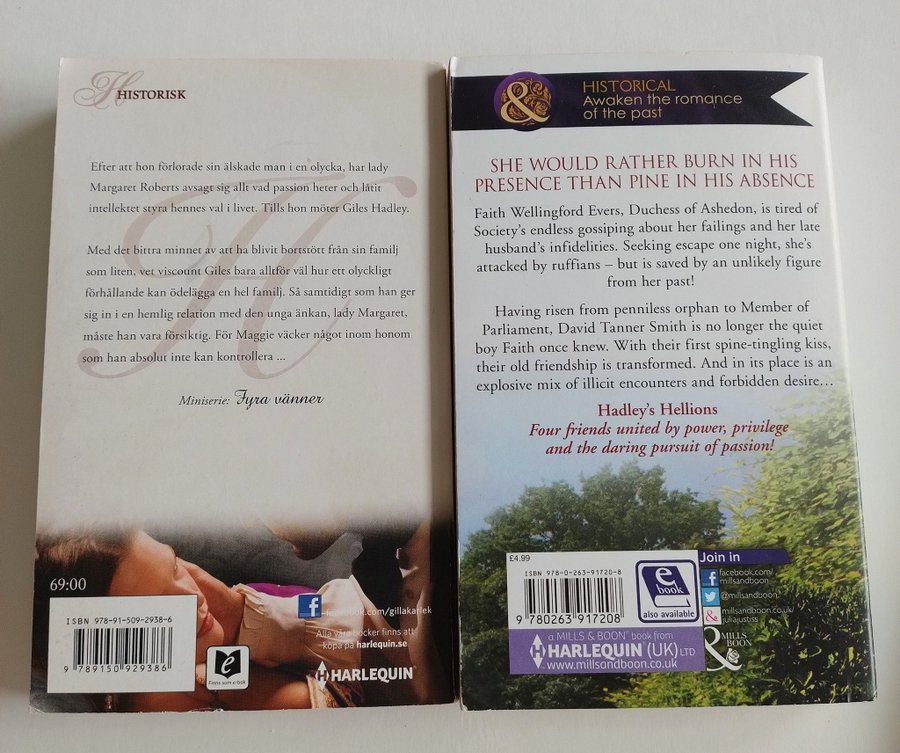 H HISTORISK
Efter att hon förlorade sin älskade man i en olycka, har lady
Margaret Roberts avsagt sig allt vad passion heter och låtit
intellektet styra hennes val i livet. Tills hon möter Giles Hadley.
Med det bittra minnet av att ha blivit bortstött från sin familj
som liten, vet viscount Giles bara alltför väl hur ett olyckligt
förhållande kan ödelägga en hel familj. Så samtidigt som han ger
sig in i en hemlig relation med den unga änkan, lady Margaret,
måste han vara försiktig. För Maggie väcker något inom honom
som han absolut inte kan kontrollera ...
Miniserie: Fyra vänner
69:00
ISBN 978-91-509-2938-6
9 789150 929386
e
Finns som e-bok
f facebook.com/gillakarlek
Alla våra böcker finns att
köpa på harlequin.se
HARLEQUIN
&
HISTORICAL
Awaken the romance
of the past
SHE WOULD RATHER BURN IN HIS
PRESENCE THAN PINE IN HIS ABSENCE
Faith Wellingford Evers, Duchess of Ashedon, is tired of
Society's endless gossiping about her failings and her late
husband's infidelities. Seeking escape one night, she's
attacked by ruffians – but is saved by an unlikely figure
from her past!
Having risen from penniless orphan to Member of
Parliament, David Tanner Smith is no longer the quiet
boy Faith once knew. With their first spine-tingling kiss,
their old friendship is transformed. And in its place is an
explosive mix of illicit encounters and forbidden desire…
Hadley's Hellions
Four friends united by power, privilege
and the daring pursuit of passion!
£4.99
ISBN 978-0-263-91720-8
9 780263 917208
e
book
also available
a MILLS & BOON® book from
HARLEQUIN (UK) LTD
www.millsandboon.co.uk
Join in
f facebook.com/
millsandboon
@millsandboon
& millsandboon.co.uk/
juliajustiss
R
MILLS
&
BOON